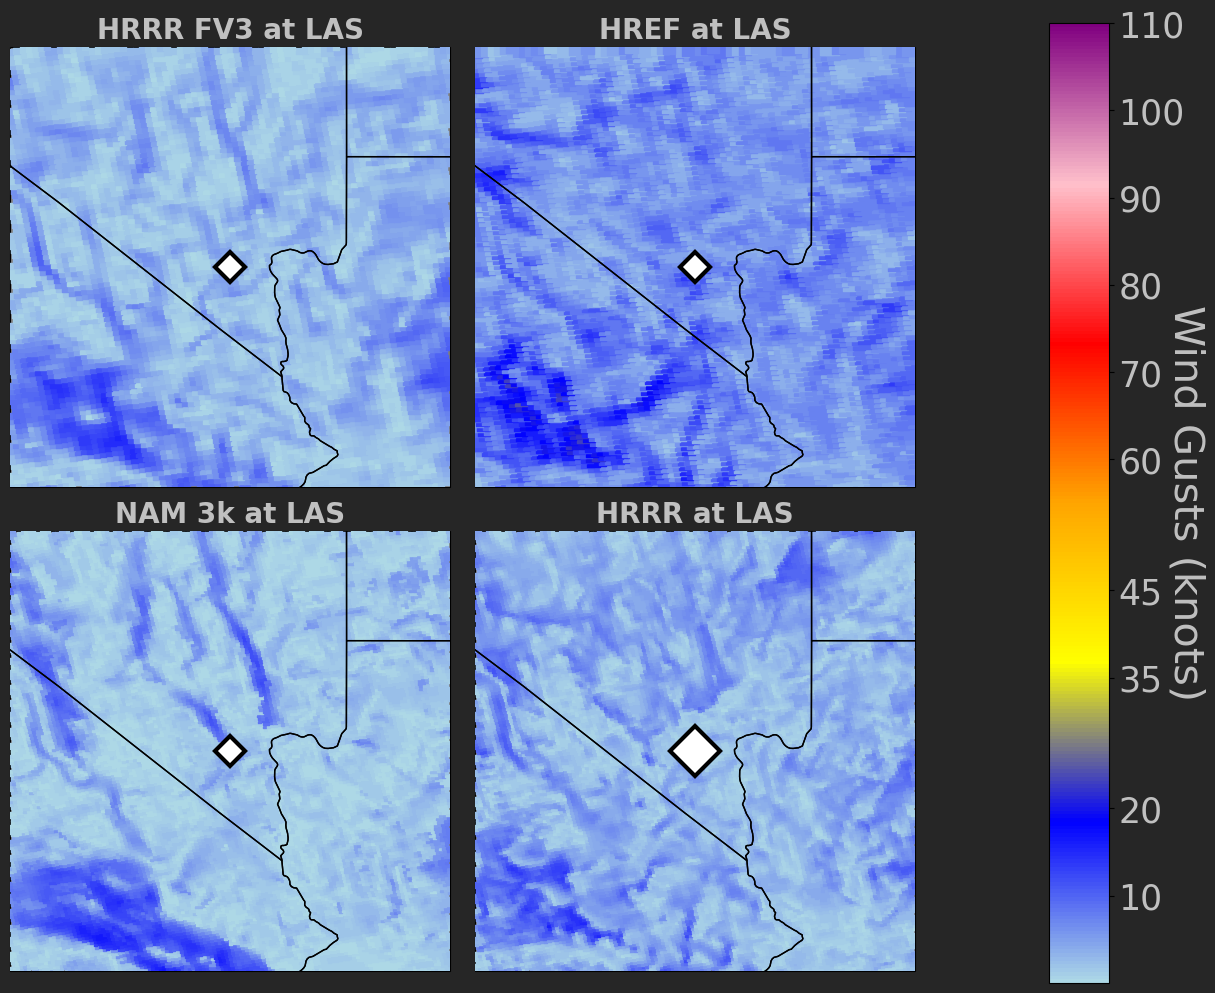 HRRR FV3 at LAS
HREF at LAS
NAM 3k at LAS
HRRR at LAS
110
100
90
80
70
60
45
35
20
10
Wind Gusts (knots)